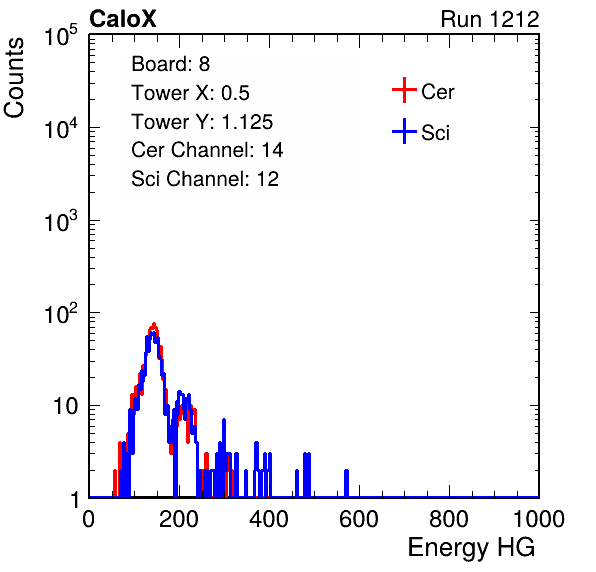 CaloX Run 1212
Counts
10^5
10^4
10^3
10^2
10
1
Board: 8
Tower X: 0.5
Tower Y: 1.125
Cer Channel: 14
Sci Channel: 12
Cer
Sci
0 200 400 600 800 1000
Energy HG